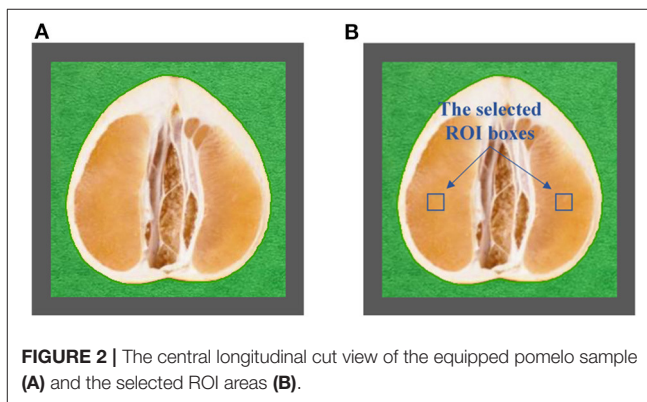 A
B
The selected
ROI boxes
FIGURE 2 | The central longitudinal cut view of the equipped pomelo sample
(A) and the selected ROI areas (B).